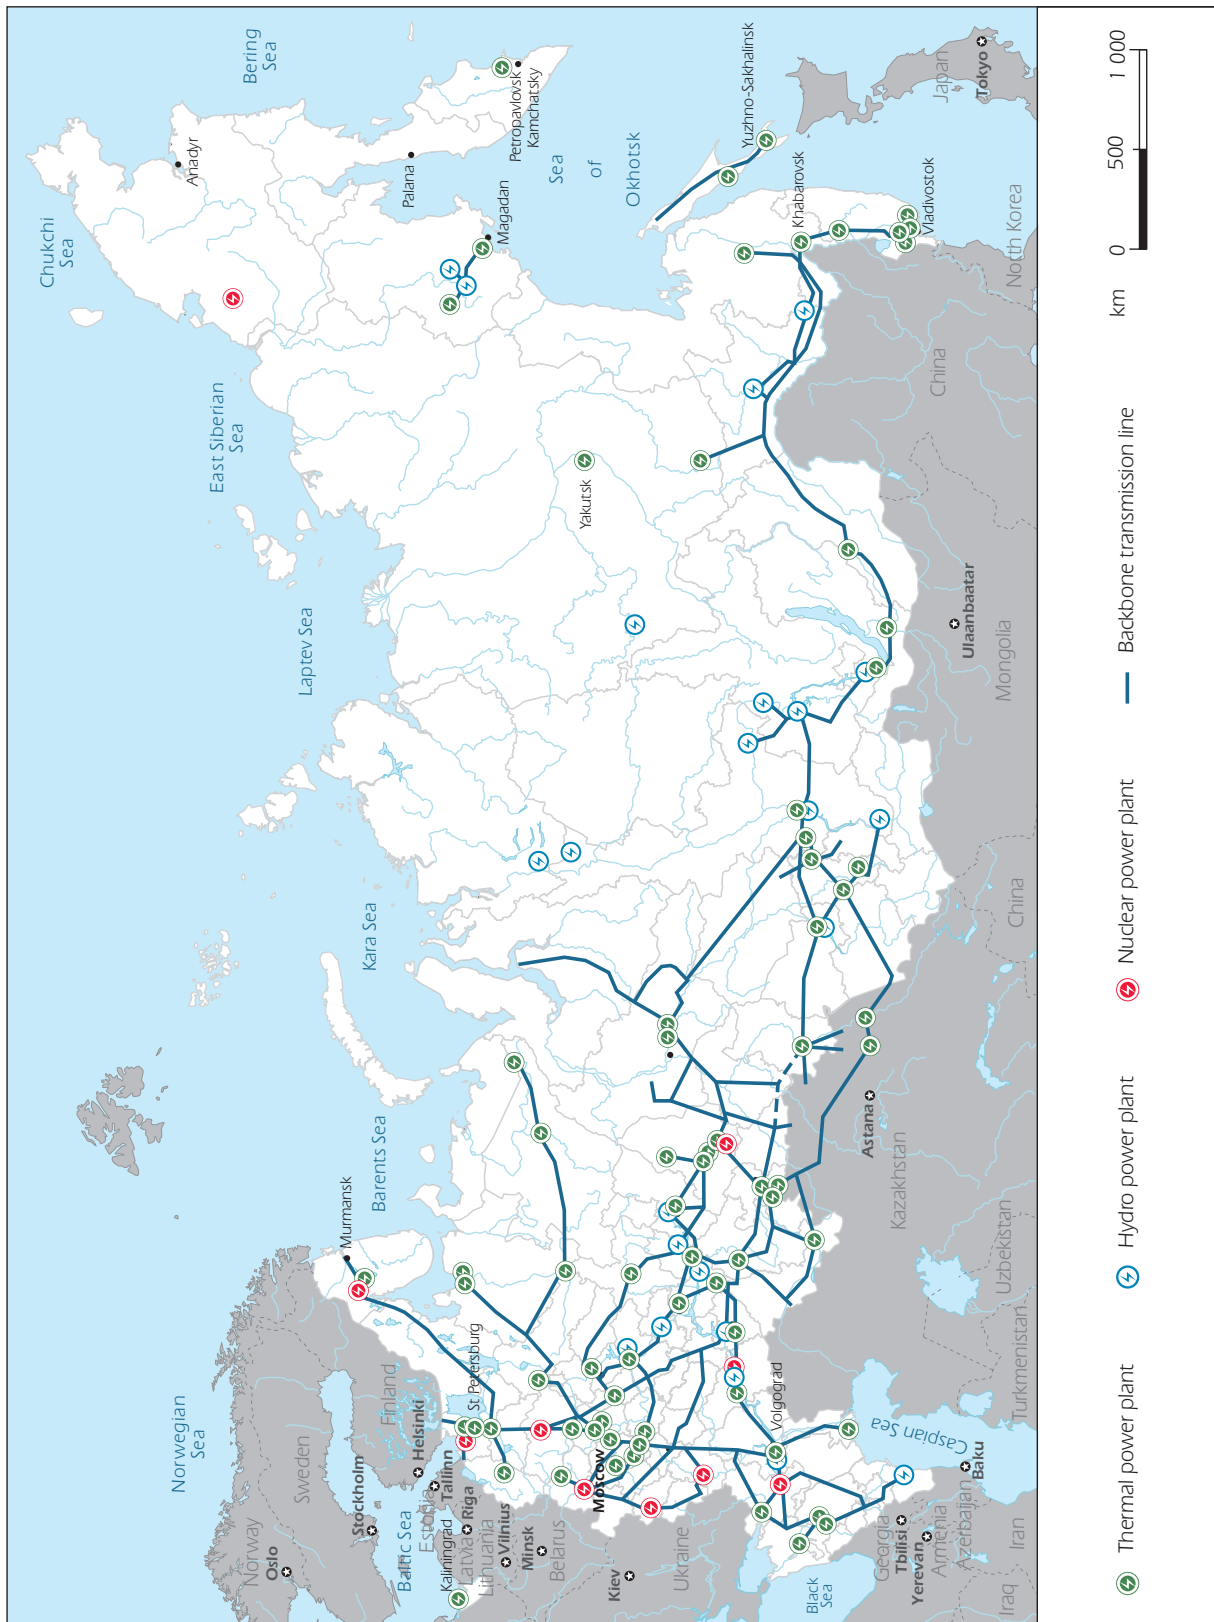 Norwegian
Sea
Barents Sea
Kara Sea
Laptev Sea
East Siberian
Sea
Chukchi
Sea
Bering
Sea
Anadyr
Palana
Petropavlovsk
Kamchatsky
Magadan
Sea
of
Okhotsk
Yuzhno-Sakhalinsk
Khabarovsk
Vladivostok
Japan
Tokyo
North Korea
China
Yakutsk
Ulaanbaatar
Mongolia
China
Murmansk
Norway
Oslo
Sweden
Stockholm
Finland
Helsinki
Baltic Sea
Tallinn
Estonia
St Petersburg
Riga
Latvia
Kaliningrad
Lithuania
Vilnius
Minsk
Belarus
Moscow
Kiev
Ukraine
Volgograd
Astana
Kazakhstan
Uzbekistan
Turkmenistan
Caspian Sea
Black
Sea
Georgia
Tbilisi
Yerevan
Armenia
Azerbaijan
Baku
Iran
Iraq
Thermal power plant
Hydro power plant
Nuclear power plant
Backbone transmission line
km
0
500
1 000